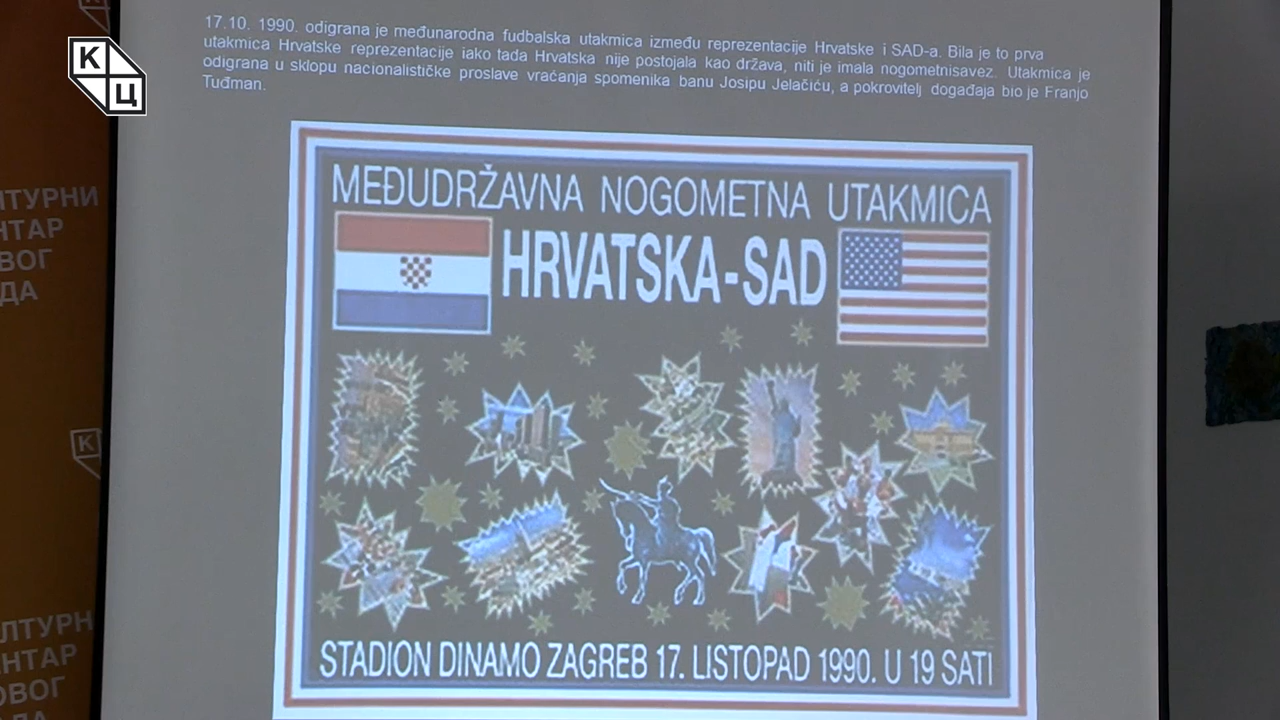 17.10. 1990. odigrana je međunarodna fudbalska utakmica između reprezentacije Hrvatske i SAD-a. Bila je to prva
utakmica Hrvatske reprezentacije iako tada Hrvatska nije postojala kao država, niti je imala nogometnisavez. Utakmica je
odigrana u sklopu nacionalističke proslave vraćanja spomenika banu Josipu Jelačiću, a pokrovitelj događaja bio je Franjo
Tuđman.
К
Ц
MEĐUDRŽAVNA NOGOMETNA UTAKMICA
HRVATSKA-SAD
STADION DINAMO ZAGREB 17. LISTOPAD 1990. U 19 SATI
ЛТУРНИ
НТАР
ВОГ
ДА
К
ЛТУРН
НТАР
ОВОГ